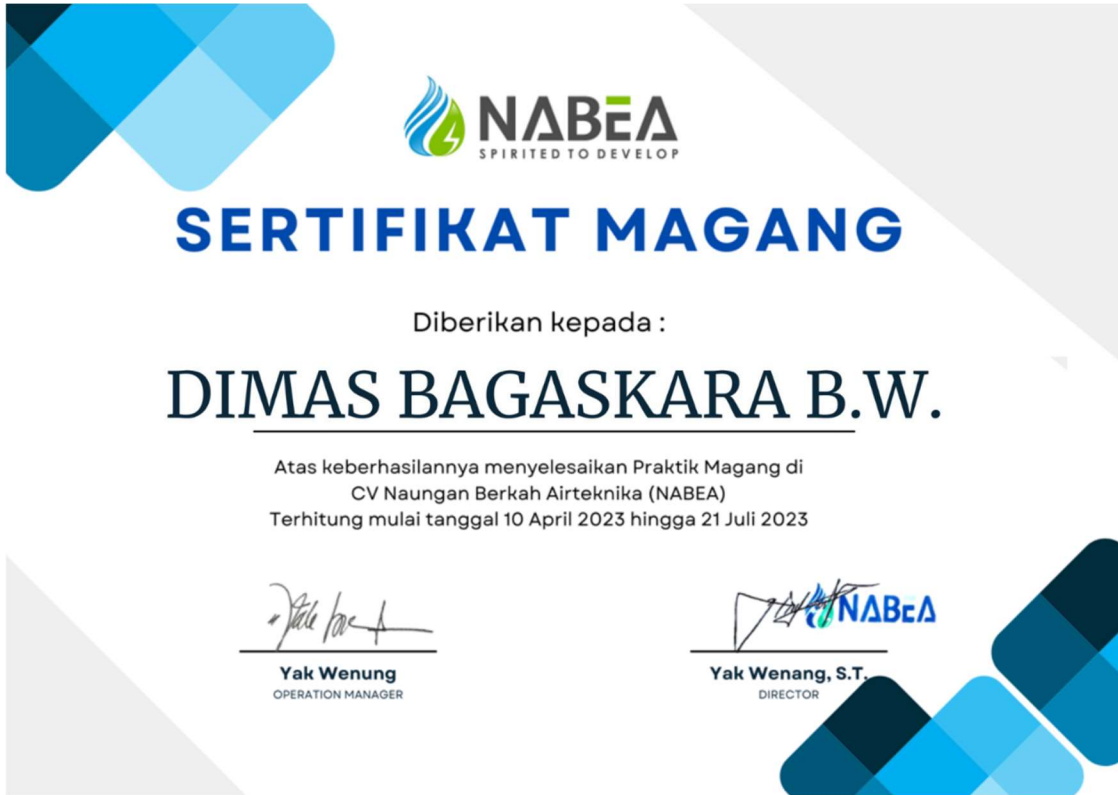 NABEA
SPIRITED TO DEVELOP
SERTIFIKAT MAGANG
Diberikan kepada :
DIMAS BAGASKARA B.W.
Atas keberhasilannya menyelesaikan Praktik Magang di
CV Naungan Berkah Airteknika (NABEA)
Terhitung mulai tanggal 10 April 2023 hingga 21 Juli 2023
NABEA
Yak Wenung
OPERATION MANAGER
Yak Wenang, S.T.
DIRECTOR